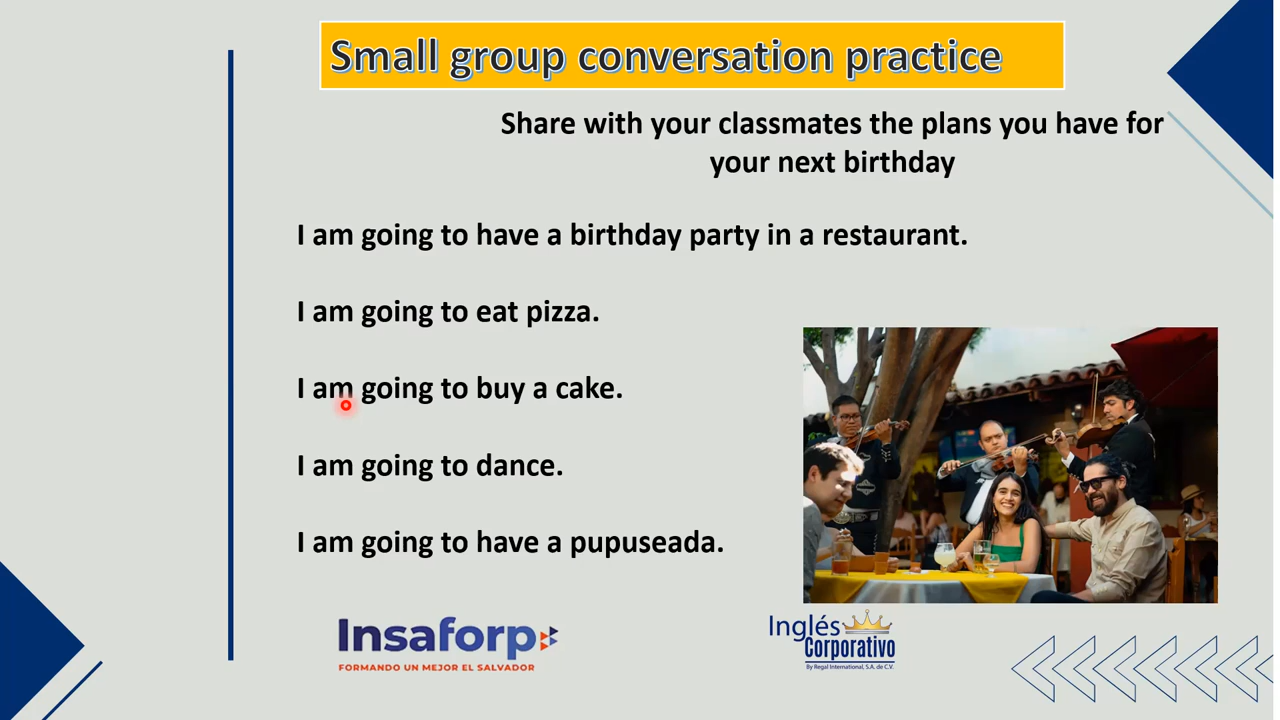 Small group conversation practice
Share with your classmates the plans you have for
your next birthday
I am going to have a birthday party in a restaurant.
I am going to eat pizza.
I am going to buy a cake.
I am going to dance.
I am going to have a pupuseada.
Insaforp
FORMANDO UN MEJOR EL SALVADOR
Inglés
Corporativo
By Regal International, S.A. de C.V.